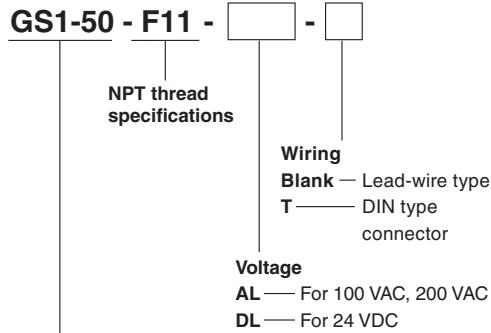 GS1-50 - F11 - -
NPT thread
specifications
Wiring
Blank — Lead-wire type
T — DIN type
connector
Voltage
AL — For 100 VAC, 200 VAC
DL — For 24 VDC